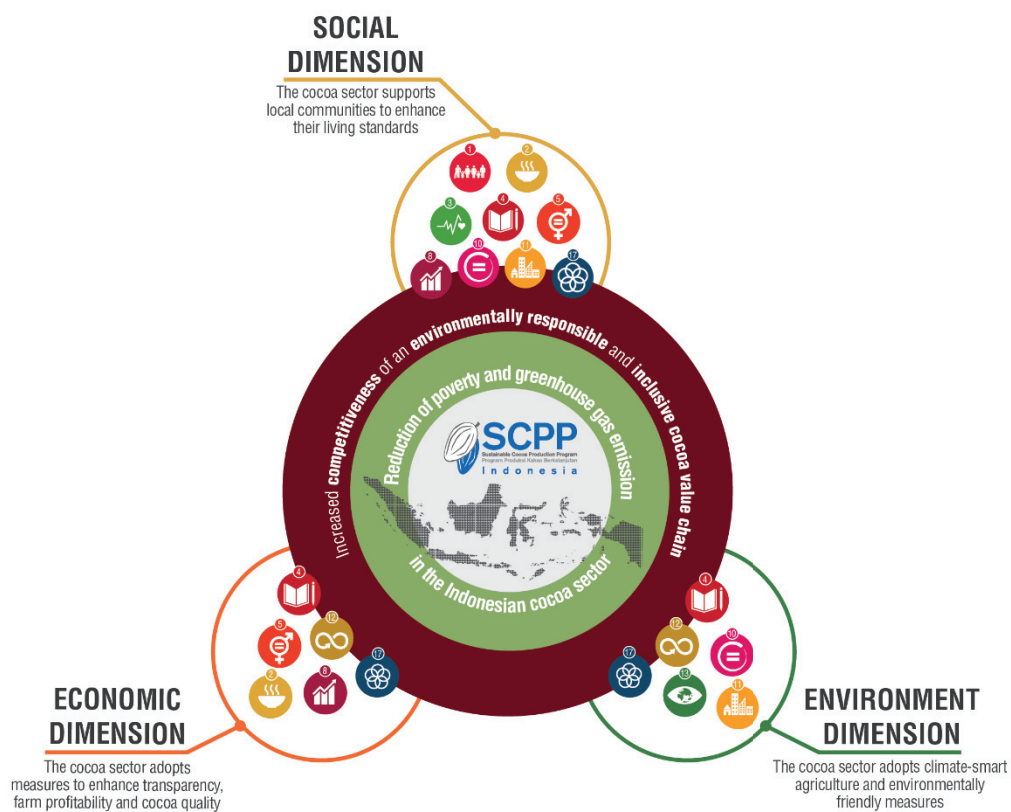 SOCIAL
DIMENSION
The cocoa sector supports
local communities to enhance
their living standards
1
2
3
4
5
8
10
11
17
Increased competitiveness of an environmentally responsible and inclusive cocoa value chain
Reduction of poverty and greenhouse gas emission
SCPP
Sustainable Cocoa Production Program
Program Produksi Kakao Berkelanjutan
Indonesia
in the Indonesian cocoa sector
4
5
12
17
2
8
ECONOMIC
DIMENSION
The cocoa sector adopts
measures to enhance transparency,
farm profitability and cocoa quality
4
12
10
17
13
11
ENVIRONMENT
DIMENSION
The cocoa sector adopts climate-smart
agriculture and environmentally
friendly measures